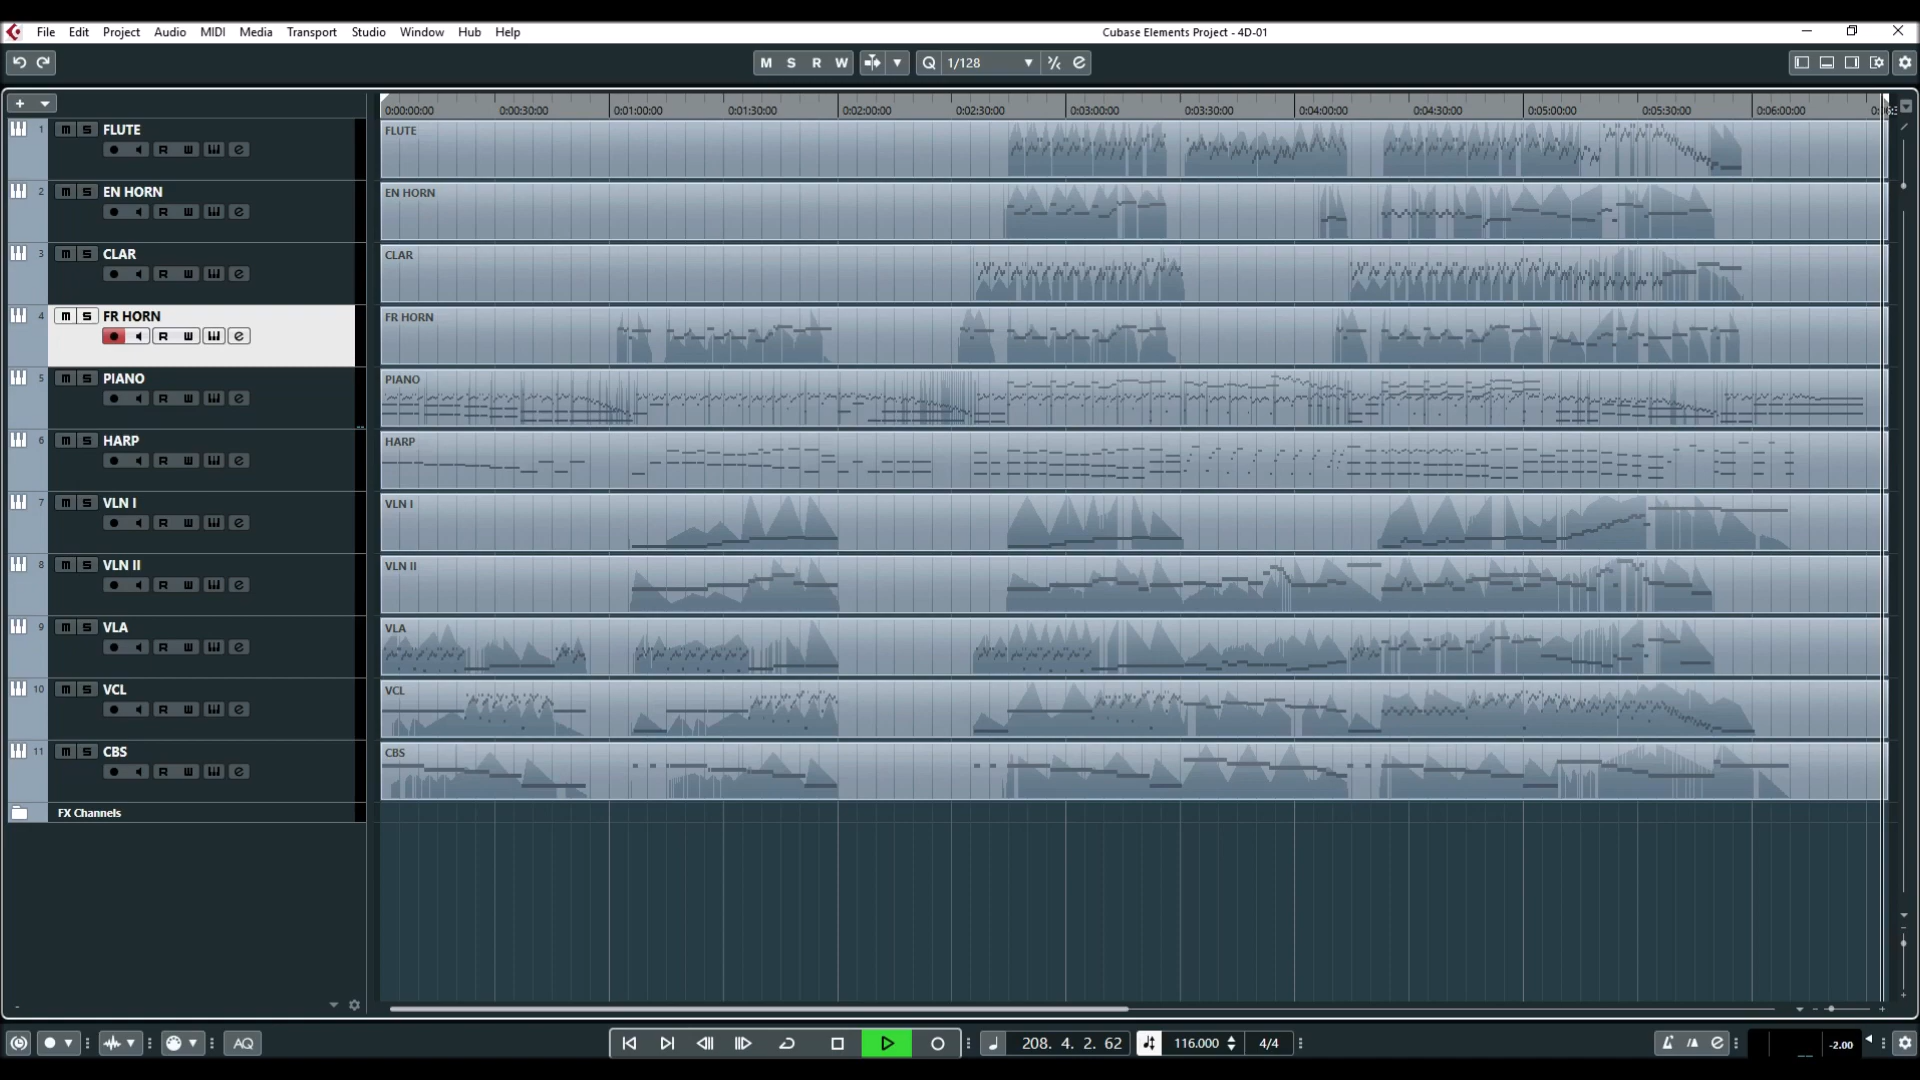 File Edit Project Audio MIDI Media Transport Studio Window Hub Help
Cubase Elements Project - 4D-01
M S R W Q 1/128
0:00:00:00 0:00:30:00 0:01:00:00 0:01:30:00 0:02:00:00 0:02:30:00 0:03:00:00 0:03:30:00 0:04:00:00 0:04:30:00 0:05:00:00 0:05:30:00 0:06:00:00
1 m S FLUTE
R
FLUTE
2 m S EN HORN
R
EN HORN
3 m S CLAR
R
CLAR
4 m S FR HORN
R
FR HORN
5 m S PIANO
R
PIANO
6 m S HARP
R
HARP
7 m S VLN I
R
VLN I
8 m S VLN II
R
VLN II
9 m S VLA
R
VLA
10 m S VCL
R
VCL
11 m S CBS
R
CBS
FX Channels
AQ
208. 4. 2. 62
116.000
4/4
-2.00